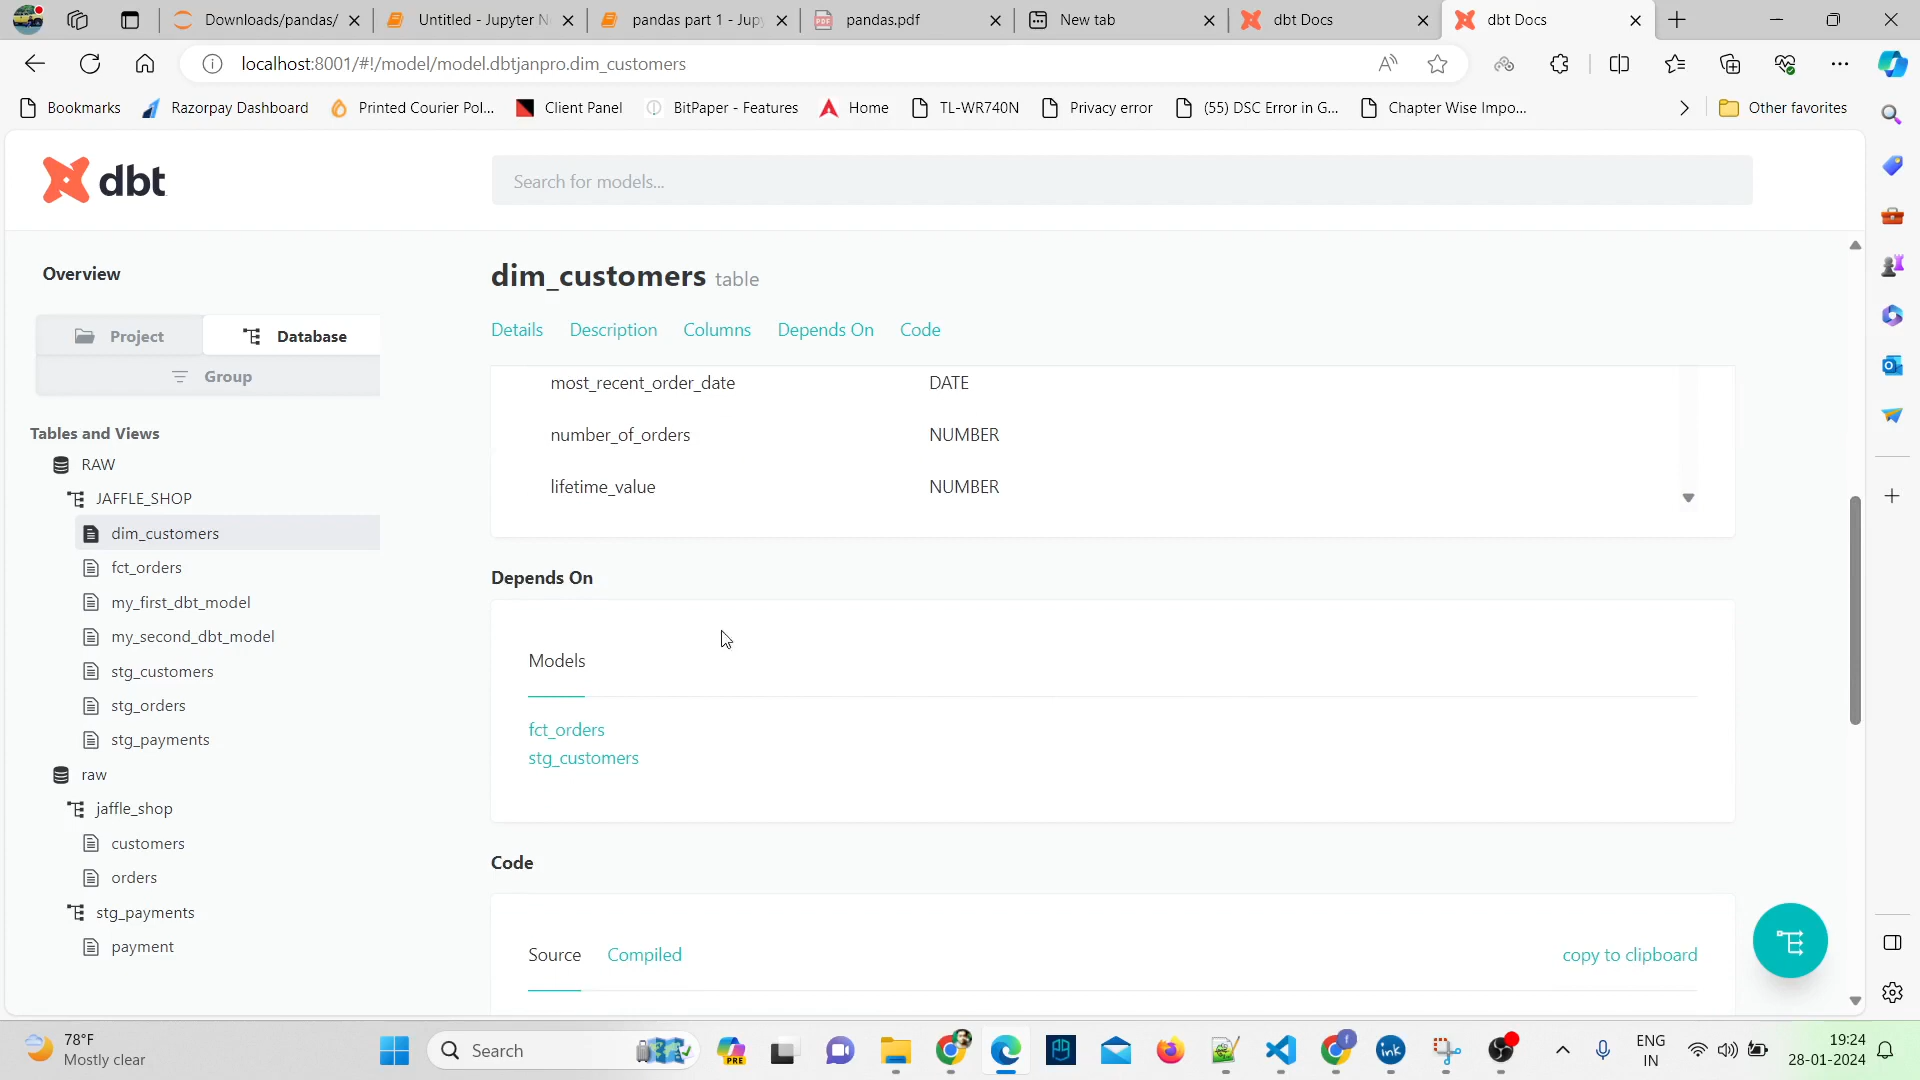 Downloads/pandas/
Untitled - Jupyter N
pandas part 1 - Jup
pandas.pdf
New tab
dbt Docs
dbt Docs
localhost:8001/#!/model/model.dbtjanpro.dim_customers
Bookmarks
Razorpay Dashboard
Printed Courier Pol...
Client Panel
BitPaper - Features
Home
TL-WR740N
Privacy error
(55) DSC Error in G...
Chapter Wise Impo...
Other favorites
dbt
Search for models...
Overview
Project
Database
Group
Tables and Views
RAW
JAFFLE_SHOP
dim_customers
fct_orders
my_first_dbt_model
my_second_dbt_model
stg_customers
stg_orders
stg_payments
raw
jaffle_shop
customers
orders
stg_payments
payment
dim_customers table
Details Description Columns Depends On Code
most_recent_order_date DATE
number_of_orders NUMBER
lifetime_value NUMBER
Depends On
Models
fct_orders
stg_customers
Code
Source Compiled copy to clipboard
78°F
Mostly clear
Search
PRE
ink
ENG
IN
19:24
28-01-2024